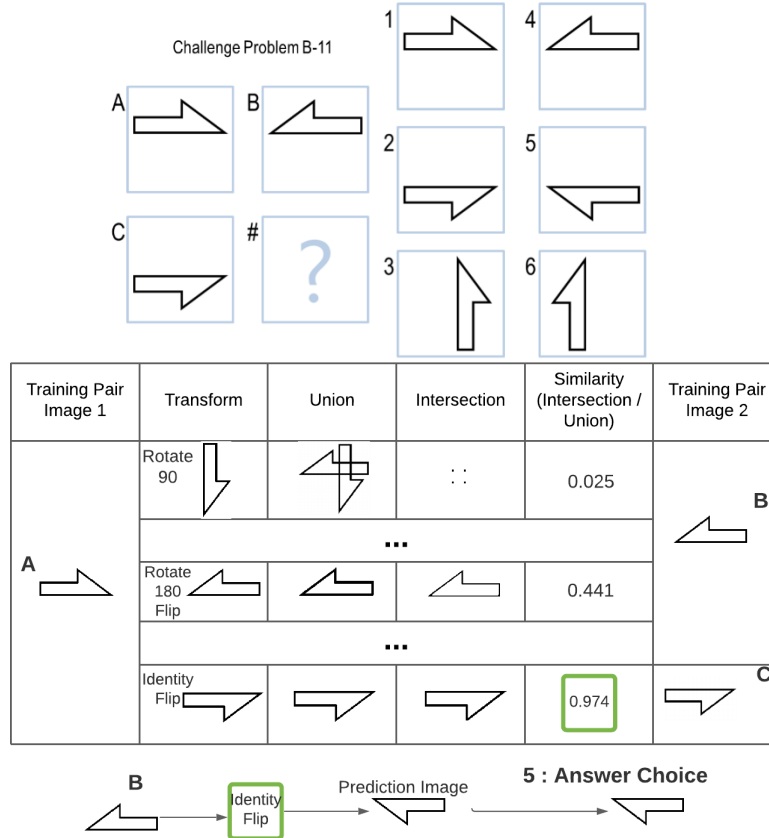 Challenge Problem B-11
A
B
C
#
?
1
4
2
5
3
6
Training Pair
Image 1
Transform
Union
Intersection
Similarity
(Intersection /
Union)
Training Pair
Image 2
A
Rotate
90
0.025
B
...
Rotate
180
Flip
0.441
...
Identity
Flip
0.974
C
B
Identity
Flip
Prediction Image
5 : Answer Choice